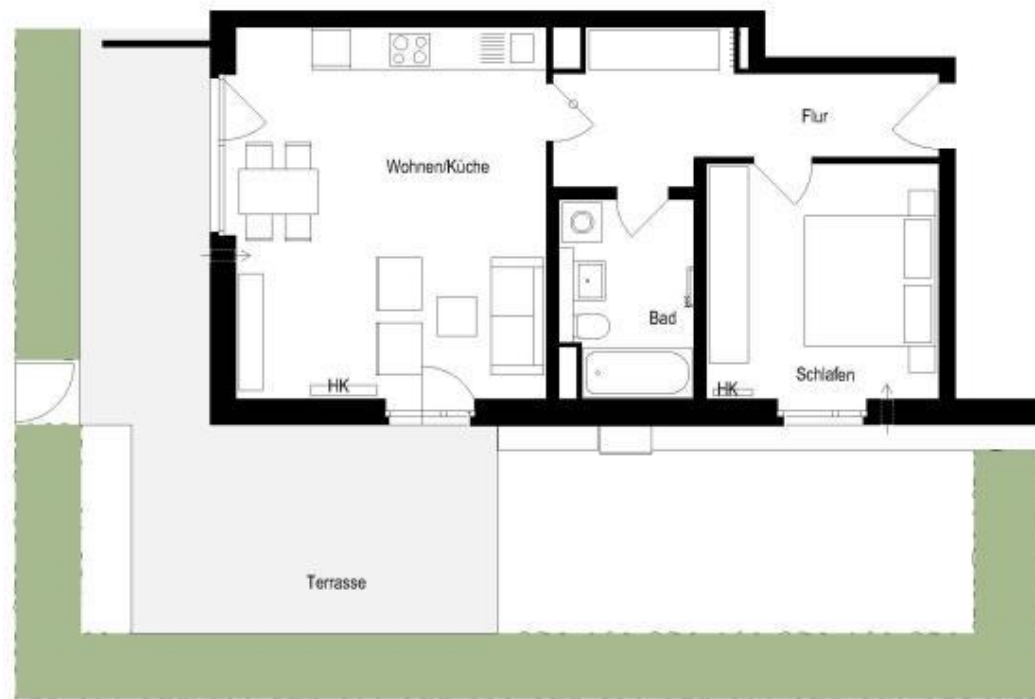 Flur
Wohnen/Küche
Bad
Schlafen
HK
HK
Terrasse